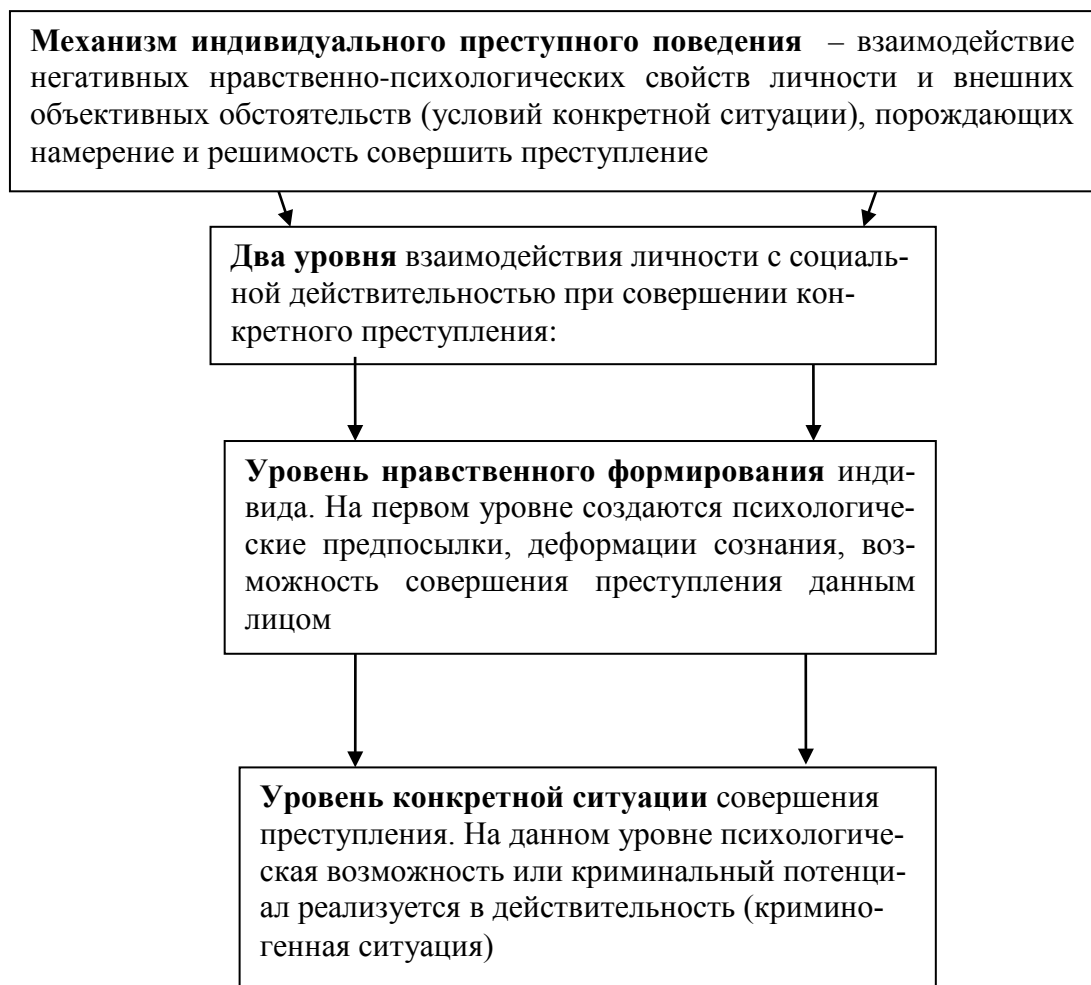 Механизм индивидуального преступного поведения – взаимодействие
негативных нравственно-психологических свойств личности и внешних
объективных обстоятельств (условий конкретной ситуации), порождающих
намерение и решимость совершить преступление
Два уровня взаимодействия личности с социаль-
ной действительностью при совершении кон-
кретного преступления:
Уровень нравственного формирования инди-
вида. На первом уровне создаются психологиче-
ские предпосылки, деформации сознания, воз-
можность совершения преступления данным
лицом
Уровень конкретной ситуации совершения
преступления. На данном уровне психологиче-
ская возможность или криминальный потенци-
ал реализуется в действительность (кримино-
генная ситуация)